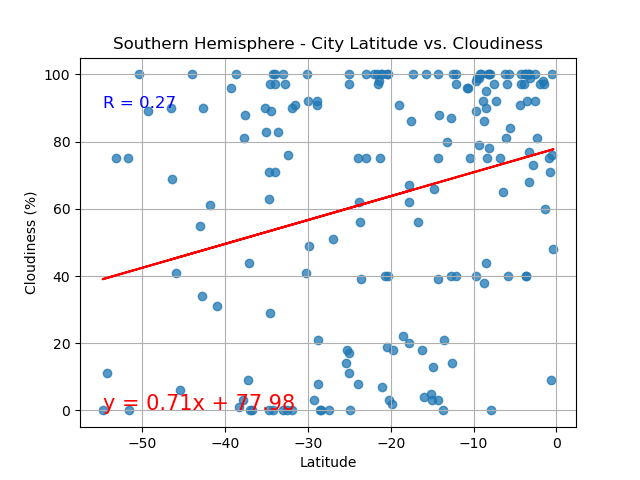 Southern Hemisphere - City Latitude vs. Cloudiness
Cloudiness (%)
100
80
60
40
20
0
R = 0.27
y = 0.71x + 77.98
−50
−40
−30
−20
−10
0
Latitude